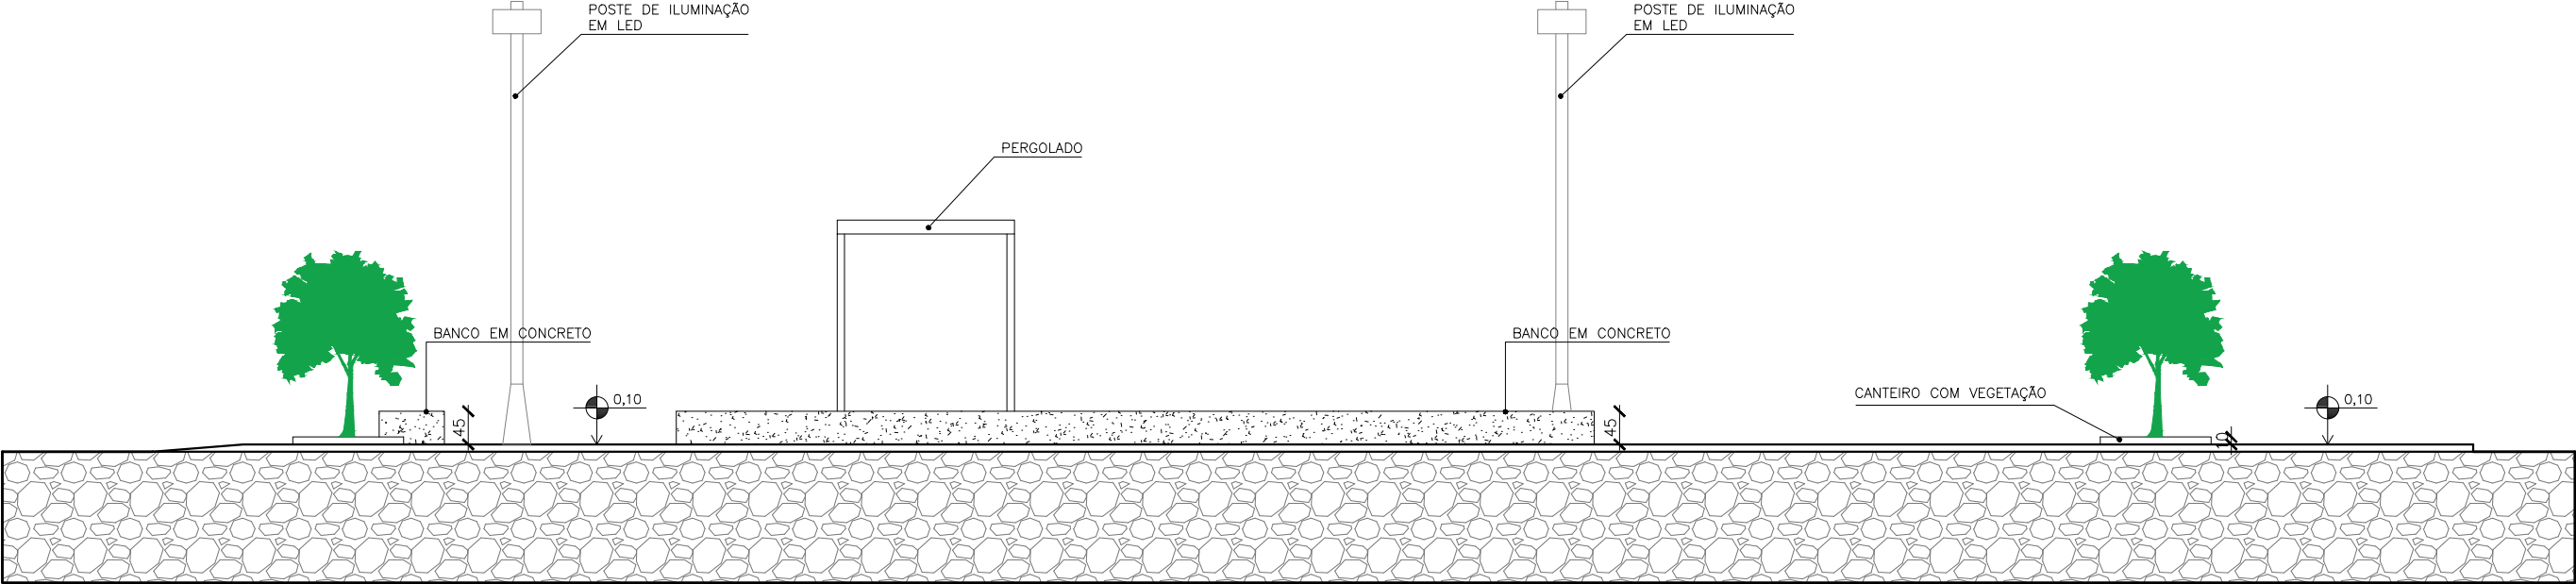 POSTE DE ILUMINAÇÃO
EM LED
POSTE DE ILUMINAÇÃO
EM LED
PERGOLADO
BANCO EM CONCRETO
BANCO EM CONCRETO
CANTEIRO COM VEGETAÇÃO
0,10
0,10
45
45
10